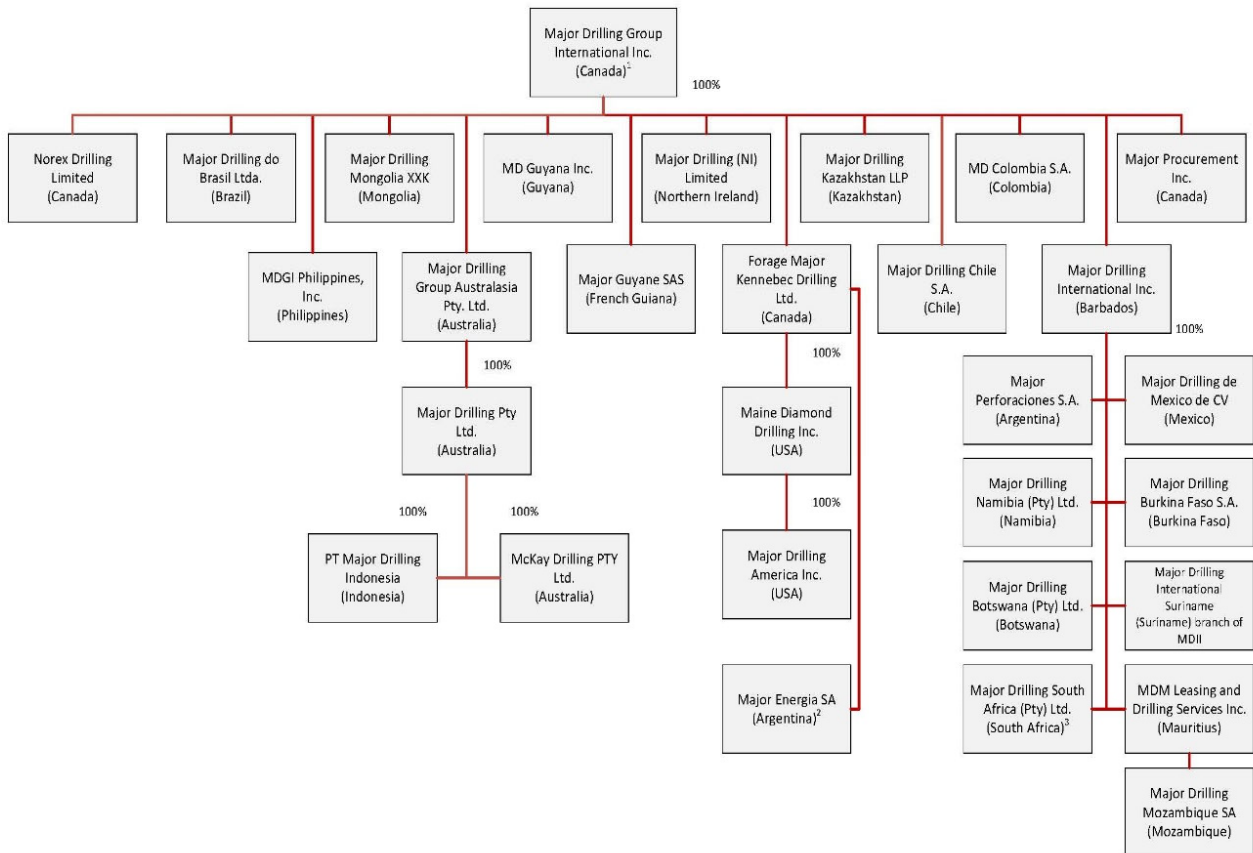 Major Drilling Group
International Inc.
(Canada)¹
100%
Norex Drilling
Limited
(Canada)
Major Drilling do
Brasil Ltda.
(Brazil)
Major Drilling
Mongolia XXK
(Mongolia)
MD Guyana Inc.
(Guyana)
Major Drilling (NI)
Limited
(Northern Ireland)
Major Drilling
Kazakhstan LLP
(Kazakhstan)
MD Colombia S.A.
(Colombia)
Major Procurement
Inc.
(Canada)
MDGI Philippines,
Inc.
(Philippines)
Major Drilling
Group Australasia
Pty. Ltd.
(Australia)
Major Guyane SAS
(French Guiana)
Forage Major
Kennebec Drilling
Ltd.
(Canada)
Major Drilling Chile
S.A.
(Chile)
Major Drilling
International Inc.
(Barbados)
100%
100%
100%
Major Drilling Pty
Ltd.
(Australia)
Maine Diamond
Drilling Inc.
(USA)
Major
Perforaciones S.A.
(Argentina)
Major Drilling de
Mexico de CV
(Mexico)
100%
100%
100%
PT Major Drilling
Indonesia
(Indonesia)
McKay Drilling PTY
Ltd.
(Australia)
Major Drilling
America Inc.
(USA)
Major Drilling
Namibia (Pty) Ltd.
(Namibia)
Major Drilling
Burkina Faso S.A.
(Burkina Faso)
Major Drilling
Botswana (Pty) Ltd.
(Botswana)
Major Drilling
International
Suriname
(Suriname) branch of
MDII
Major Energia SA
(Argentina)²
Major Drilling South
Africa (Pty) Ltd.
(South Africa)³
MDM Leasing and
Drilling Services Inc.
(Mauritius)
Major Drilling
Mozambique SA
(Mozambique)